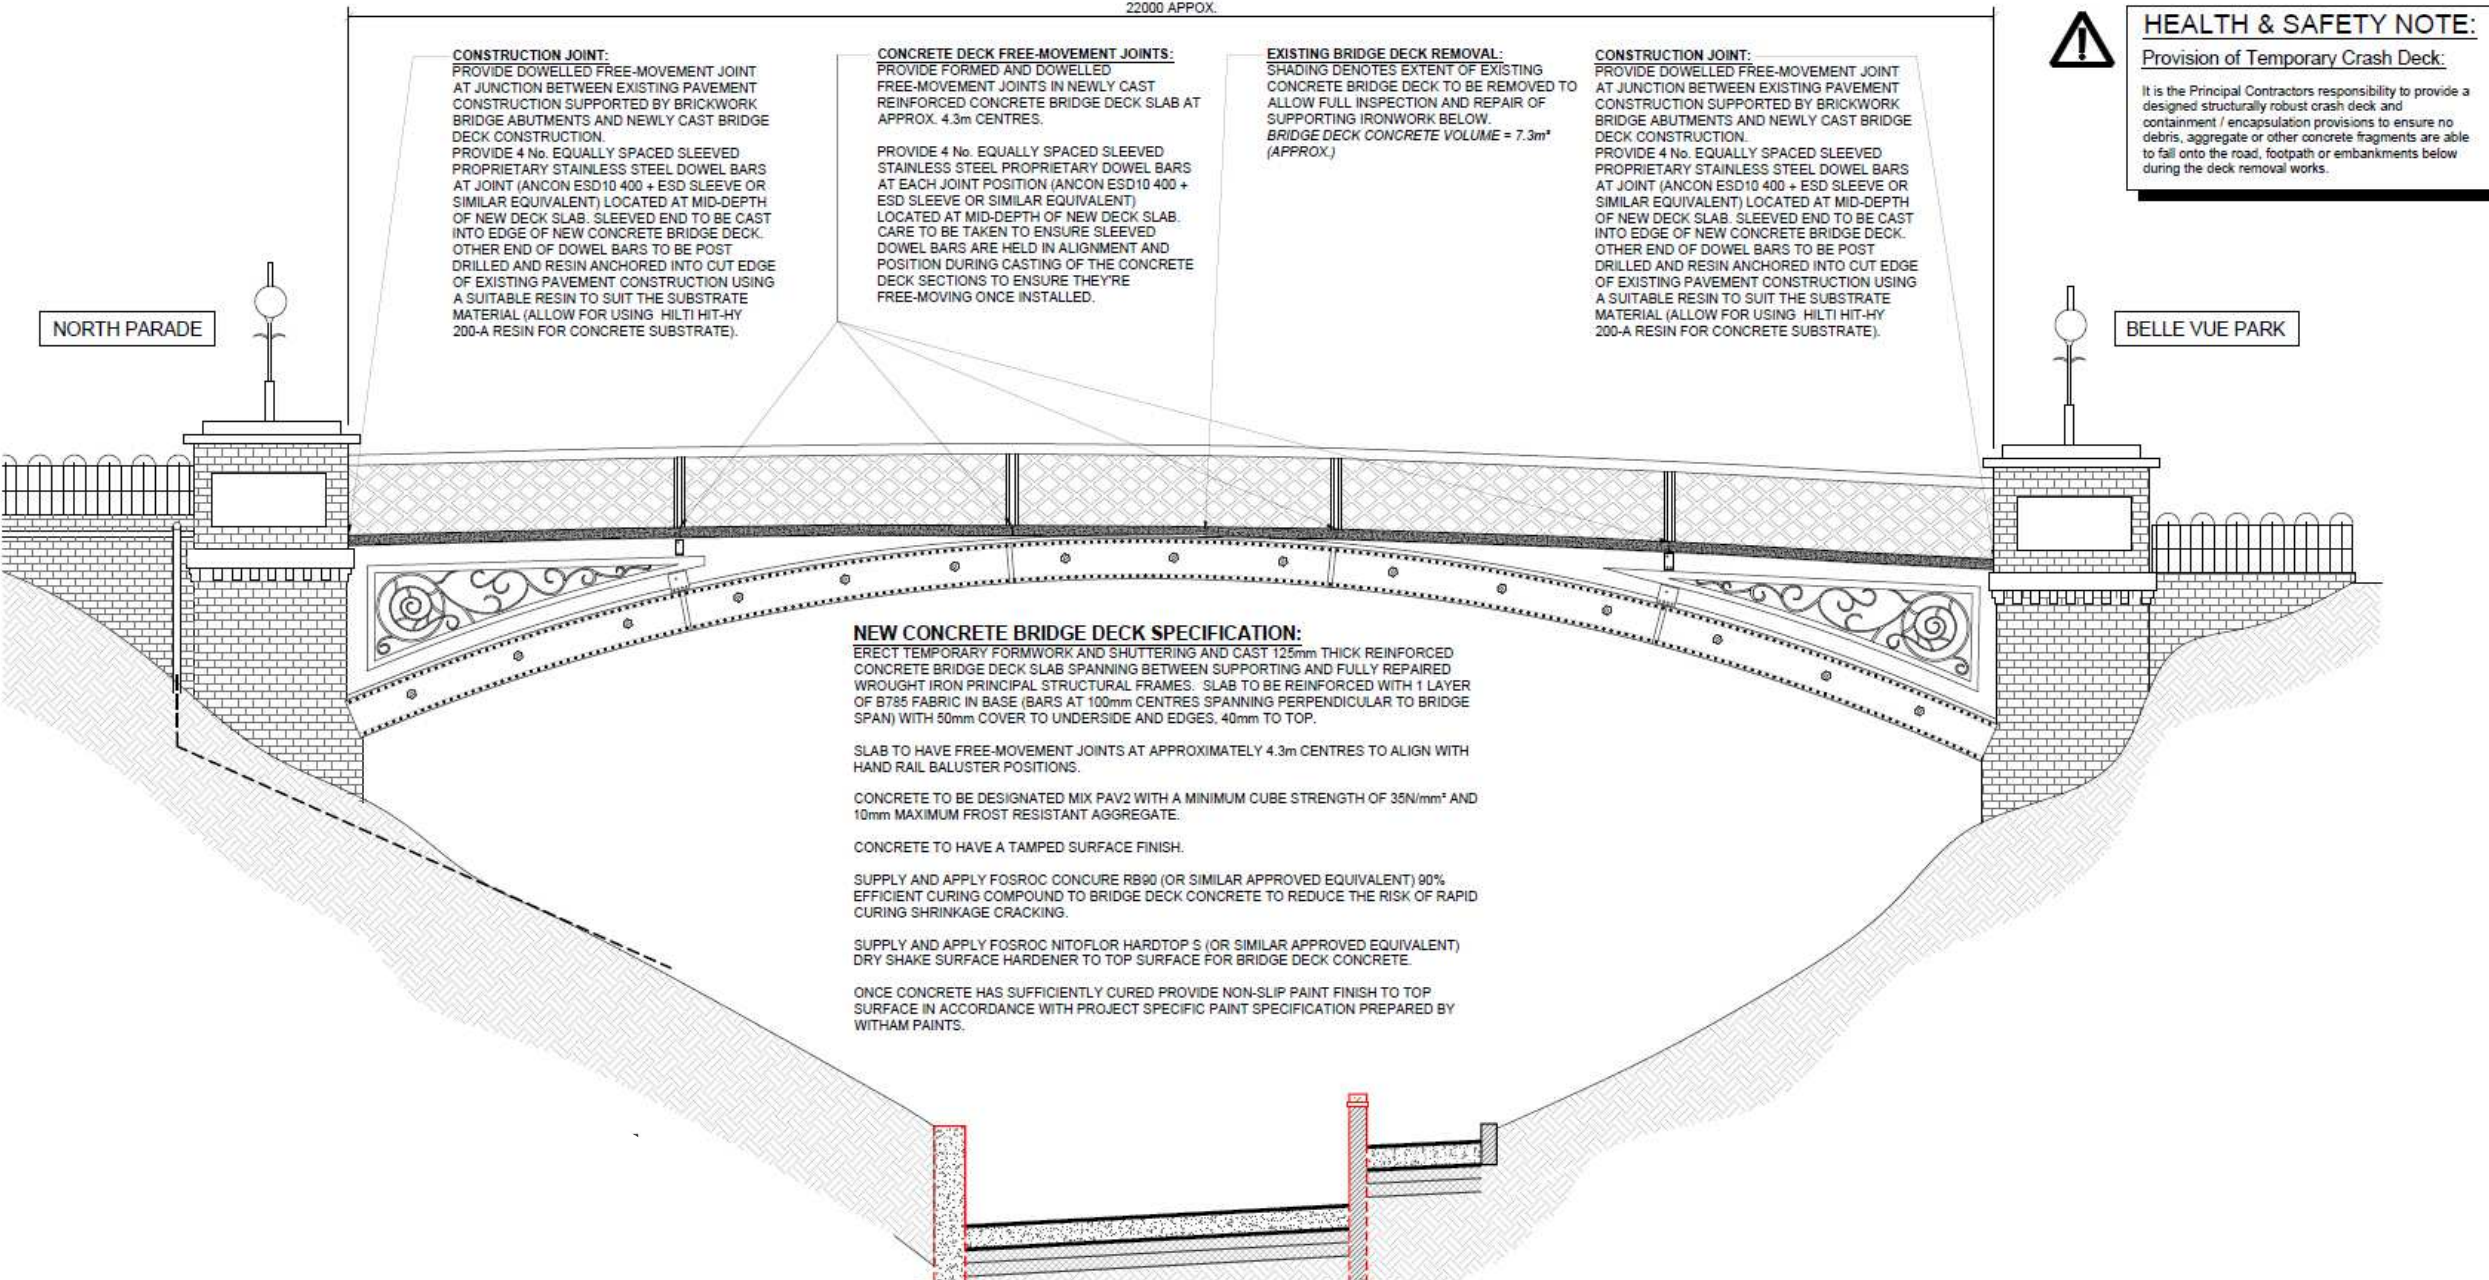 22000 APPOX.
HEALTH & SAFETY NOTE:
Provision of Temporary Crash Deck:
It is the Principal Contractors responsibility to provide a
designed structurally robust crash deck and
containment / encapsulation provisions to ensure no
debris, aggregate or other concrete fragments are able
to fall onto the road, footpath or embankments below
during the deck removal works.
CONSTRUCTION JOINT:
PROVIDE DOWELLED FREE-MOVEMENT JOINT
AT JUNCTION BETWEEN EXISTING PAVEMENT
CONSTRUCTION SUPPORTED BY BRICKWORK
BRIDGE ABUTMENTS AND NEWLY CAST BRIDGE
DECK CONSTRUCTION.
PROVIDE 4 No. EQUALLY SPACED SLEEVED
PROPRIETARY STAINLESS STEEL DOWEL BARS
AT JOINT (ANCON ESD10 400 + ESD SLEEVE OR
SIMILAR EQUIVALENT) LOCATED AT MID-DEPTH
OF NEW DECK SLAB. SLEEVED END TO BE CAST
INTO EDGE OF NEW CONCRETE BRIDGE DECK.
OTHER END OF DOWEL BARS TO BE POST
DRILLED AND RESIN ANCHORED INTO CUT EDGE
OF EXISTING PAVEMENT CONSTRUCTION USING
A SUITABLE RESIN TO SUIT THE SUBSTRATE
MATERIAL (ALLOW FOR USING HILTI HIT-HY
200-A RESIN FOR CONCRETE SUBSTRATE).
CONCRETE DECK FREE-MOVEMENT JOINTS:
PROVIDE FORMED AND DOWELLED
FREE-MOVEMENT JOINTS IN NEWLY CAST
REINFORCED CONCRETE BRIDGE DECK SLAB AT
APPROX. 4.3m CENTRES.
PROVIDE 4 No. EQUALLY SPACED SLEEVED
STAINLESS STEEL PROPRIETARY DOWEL BARS
AT EACH JOINT POSITION (ANCON ESD10 400 +
ESD SLEEVE OR SIMILAR EQUIVALENT)
LOCATED AT MID-DEPTH OF NEW DECK SLAB.
CARE TO BE TAKEN TO ENSURE SLEEVED
DOWEL BARS ARE HELD IN ALIGNMENT AND
POSITION DURING CASTING OF THE CONCRETE
DECK SECTIONS TO ENSURE THEY'RE
FREE-MOVING ONCE INSTALLED.
EXISTING BRIDGE DECK REMOVAL:
SHADING DENOTES EXTENT OF EXISTING
CONCRETE BRIDGE DECK TO BE REMOVED TO
ALLOW FULL INSPECTION AND REPAIR OF
SUPPORTING IRONWORK BELOW.
BRIDGE DECK CONCRETE VOLUME = 7.3m³
(APPROX.)
CONSTRUCTION JOINT:
PROVIDE DOWELLED FREE-MOVEMENT JOINT
AT JUNCTION BETWEEN EXISTING PAVEMENT
CONSTRUCTION SUPPORTED BY BRICKWORK
BRIDGE ABUTMENTS AND NEWLY CAST BRIDGE
DECK CONSTRUCTION.
PROVIDE 4 No. EQUALLY SPACED SLEEVED
PROPRIETARY STAINLESS STEEL DOWEL BARS
AT JOINT (ANCON ESD10 400 + ESD SLEEVE OR
SIMILAR EQUIVALENT) LOCATED AT MID-DEPTH
OF NEW DECK SLAB. SLEEVED END TO BE CAST
INTO EDGE OF NEW CONCRETE BRIDGE DECK.
OTHER END OF DOWEL BARS TO BE POST
DRILLED AND RESIN ANCHORED INTO CUT EDGE
OF EXISTING PAVEMENT CONSTRUCTION USING
A SUITABLE RESIN TO SUIT THE SUBSTRATE
MATERIAL (ALLOW FOR USING HILTI HIT-HY
200-A RESIN FOR CONCRETE SUBSTRATE).
NORTH PARADE
BELLE VUE PARK
NEW CONCRETE BRIDGE DECK SPECIFICATION:
ERECT TEMPORARY FORMWORK AND SHUTTERING AND CAST 125mm THICK REINFORCED
CONCRETE BRIDGE DECK SLAB SPANNING BETWEEN SUPPORTING AND FULLY REPAIRED
WROUGHT IRON PRINCIPAL STRUCTURAL FRAMES. SLAB TO BE REINFORCED WITH 1 LAYER
OF B785 FABRIC IN BASE (BARS AT 100mm CENTRES SPANNING PERPENDICULAR TO BRIDGE
SPAN) WITH 50mm COVER TO UNDERSIDE AND EDGES, 40mm TO TOP.
SLAB TO HAVE FREE-MOVEMENT JOINTS AT APPROXIMATELY 4.3m CENTRES TO ALIGN WITH
HAND RAIL BALUSTER POSITIONS.
CONCRETE TO BE DESIGNATED MIX PAV2 WITH A MINIMUM CUBE STRENGTH OF 35N/mm² AND
10mm MAXIMUM FROST RESISTANT AGGREGATE.
CONCRETE TO HAVE A TAMPED SURFACE FINISH.
SUPPLY AND APPLY FOSROC CONCURE RB90 (OR SIMILAR APPROVED EQUIVALENT) 90%
EFFICIENT CURING COMPOUND TO BRIDGE DECK CONCRETE TO REDUCE THE RISK OF RAPID
CURING SHRINKAGE CRACKING.
SUPPLY AND APPLY FOSROC NITOFLOR HARDTOP S (OR SIMILAR APPROVED EQUIVALENT)
DRY SHAKE SURFACE HARDENER TO TOP SURFACE FOR BRIDGE DECK CONCRETE.
ONCE CONCRETE HAS SUFFICIENTLY CURED PROVIDE NON-SLIP PAINT FINISH TO TOP
SURFACE IN ACCORDANCE WITH PROJECT SPECIFIC PAINT SPECIFICATION PREPARED BY
WITHAM PAINTS.